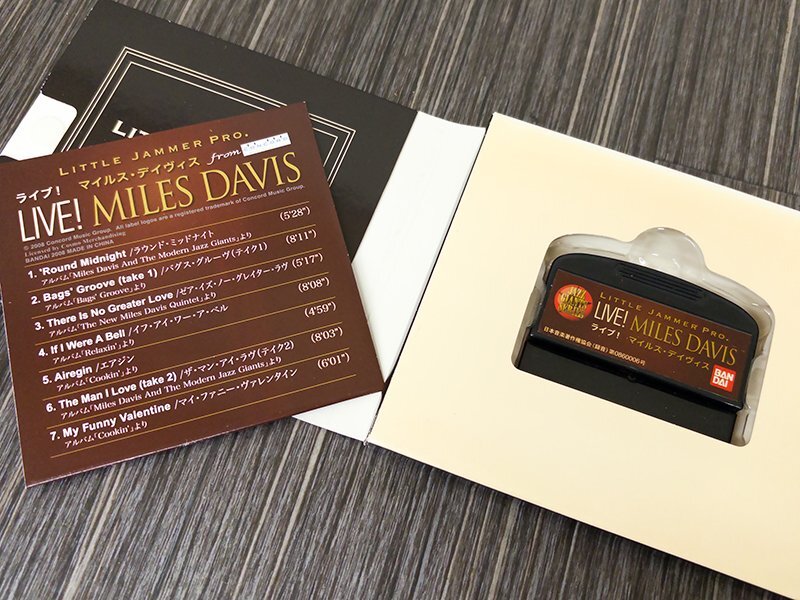 LITTLE JAMMER PRO.
from
ライブ！ マイルス・デイヴィス
LIVE! MILES DAVIS
© 2008 Concord Music Group. All label logos are a registered trademark of Concord Music Group.
Licensed by Cosmo Merchandising
BANDAI 2008 MADE IN CHINA
1. 'Round Midnight /ラウンド・ミッドナイト (5'28")
アルバム「Miles Davis And The Modern Jazz Giants」より
2. Bags' Groove (take 1) /バグス・グルーヴ(テイク1) (8'11")
アルバム「Bags' Groove」より
3. There Is No Greater Love /ゼア・イズ・ノー・グレイター・ラヴ (5'17")
アルバム「The New Miles Davis Quintet」より
4. If I Were A Bell /イフ・アイ・ワー・ア・ベル (8'08")
アルバム「Relaxin'」より
5. Airegin /エアジン (4'59")
アルバム「Cookin'」より
6. The Man I Love (take 2) /ザ・マン・アイ・ラヴ(テイク2) (8'03")
アルバム「Miles Davis And The Modern Jazz Giants」より
7. My Funny Valentine /マイ・ファニー・ヴァレンタイン (6'01")
アルバム「Cookin'」より
LITTLE JAMMER PRO.
LIVE! MILES DAVIS
ライブ！ マイルス・デイヴィス
日本音楽著作権協会(録音)第0860006号
BAN
DAI